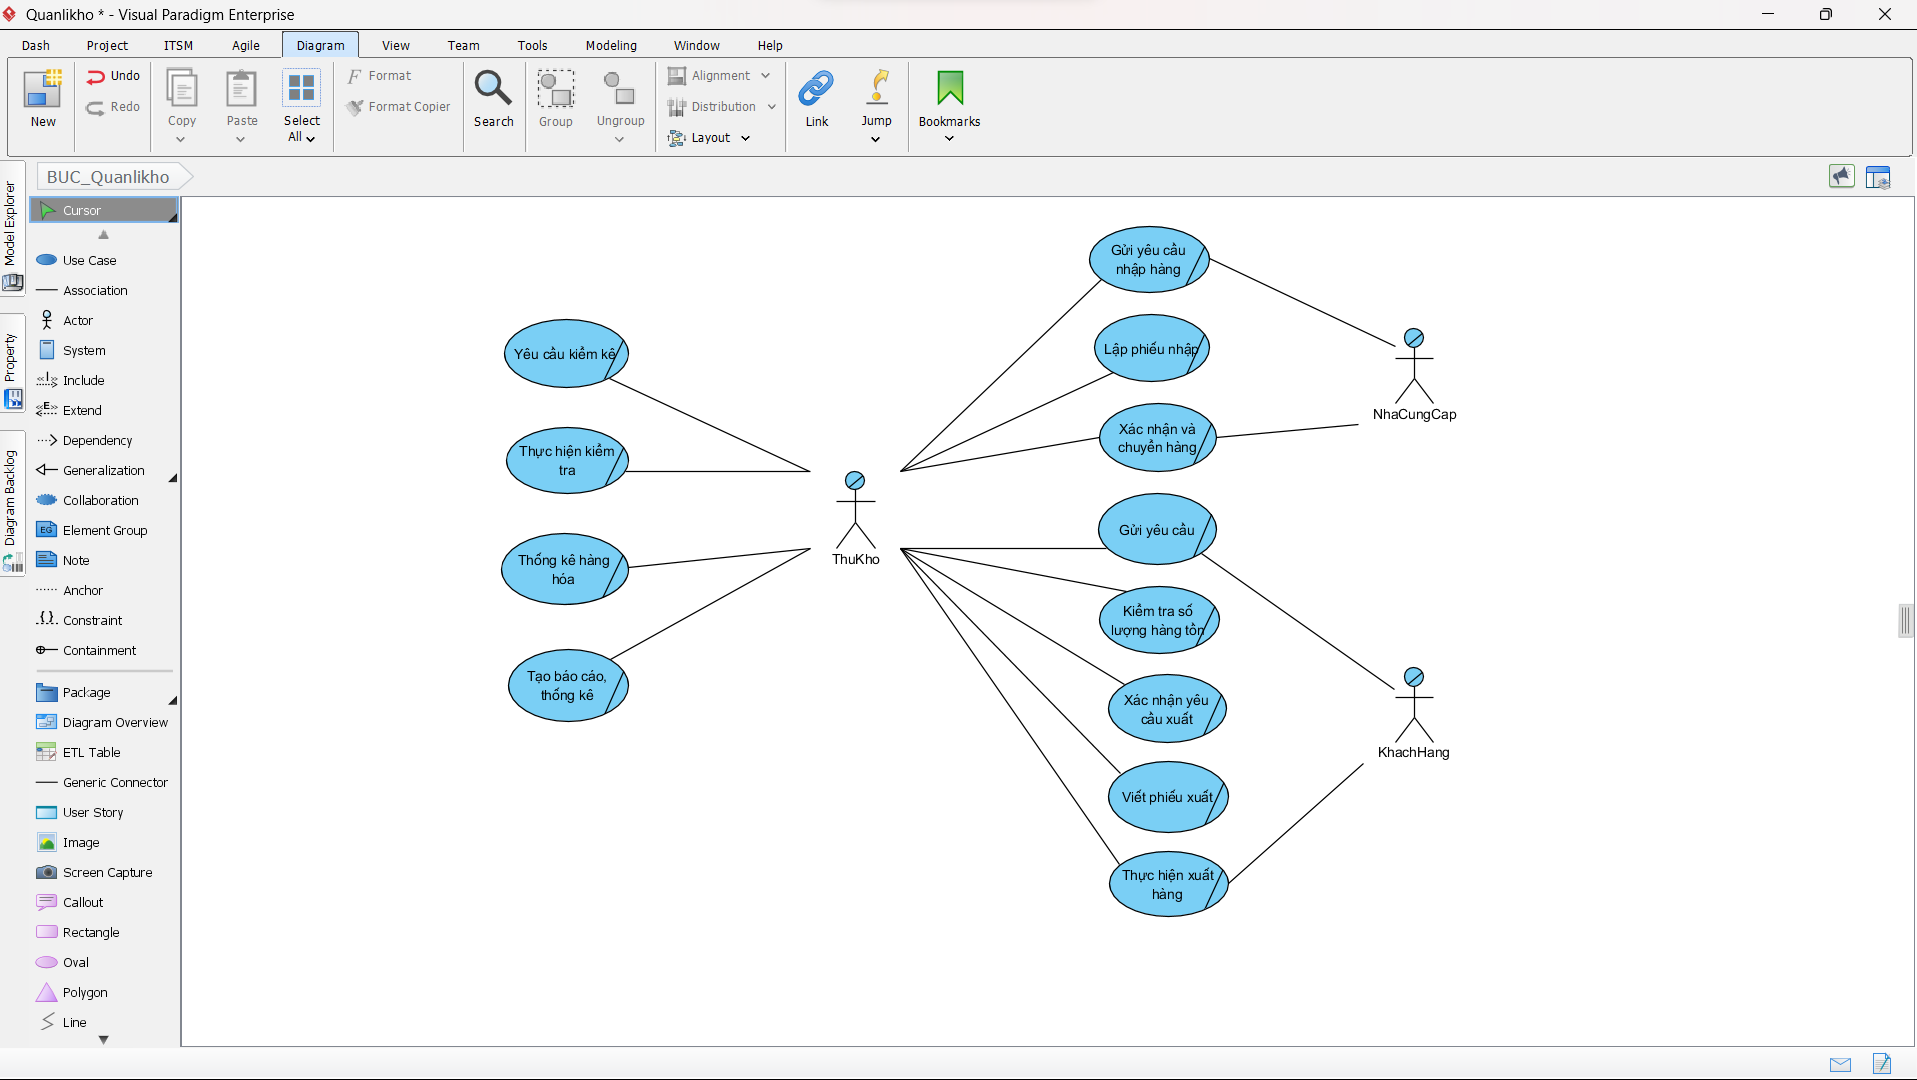 Quanlikho * - Visual Paradigm Enterprise
Dash Project ITSM Agile Diagram View Team Tools Modeling Window Help
New
Undo
Redo
Copy
Paste
Select
All
Format
Format Copier
Search
Group
Ungroup
Alignment
Distribution
Layout
Link
Jump
Bookmarks
BUC_Quanlikho
Model Explorer
Property
Diagram Backlog
Cursor
Use Case
Association
Actor
System
Include
Extend
Dependency
Generalization
Collaboration
EG
Element Group
Note
Anchor
Constraint
Containment
Package
Diagram Overview
ETL Table
Generic Connector
User Story
Image
Screen Capture
Callout
Rectangle
Oval
Polygon
Line
Yêu cầu kiểm kê
Thực hiện kiểm
tra
Thống kê hàng
hóa
Tạo báo cáo,
thống kê
ThuKho
Gửi yêu cầu
nhập hàng
Lập phiếu nhập
Xác nhận và
chuyển hàng
Gửi yêu cầu
Kiểm tra số
lượng hàng tồn
Xác nhận yêu
cầu xuất
Viết phiếu xuất
Thực hiện xuất
hàng
NhaCungCap
KhachHang